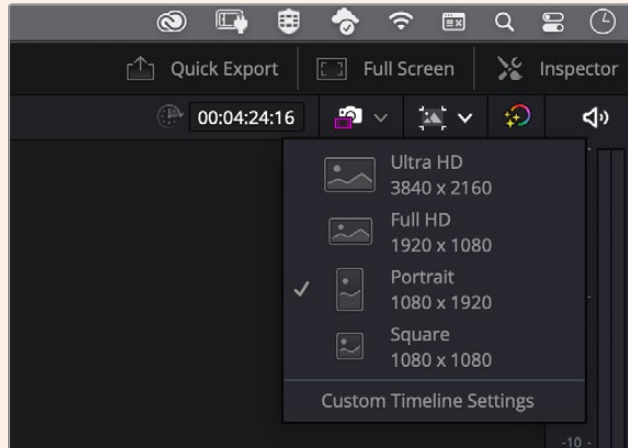 Quick Export
Full Screen
Inspector
00:04:24:16
Ultra HD
3840 x 2160
Full HD
1920 x 1080
Portrait
1080 x 1920
Square
1080 x 1080
Custom Timeline Settings
-10